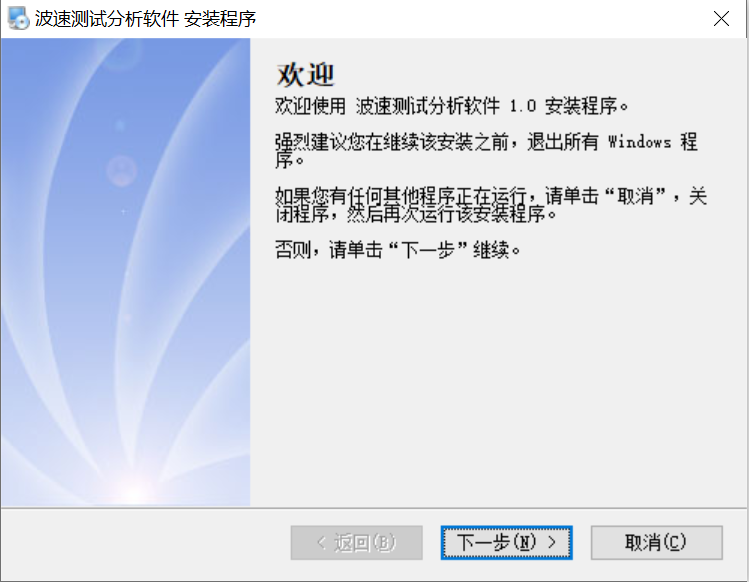 波速测试分析软件 安装程序
欢迎
欢迎使用 波速测试分析软件 1.0 安装程序。
强烈建议您在继续该安装之前，退出所有 Windows 程
序。
如果您有任何其他程序正在运行，请单击“取消”，关
闭程序，然后再次运行该安装程序。
否则，请单击“下一步”继续。
< 返回(B)
下一步(N) >
取消(C)